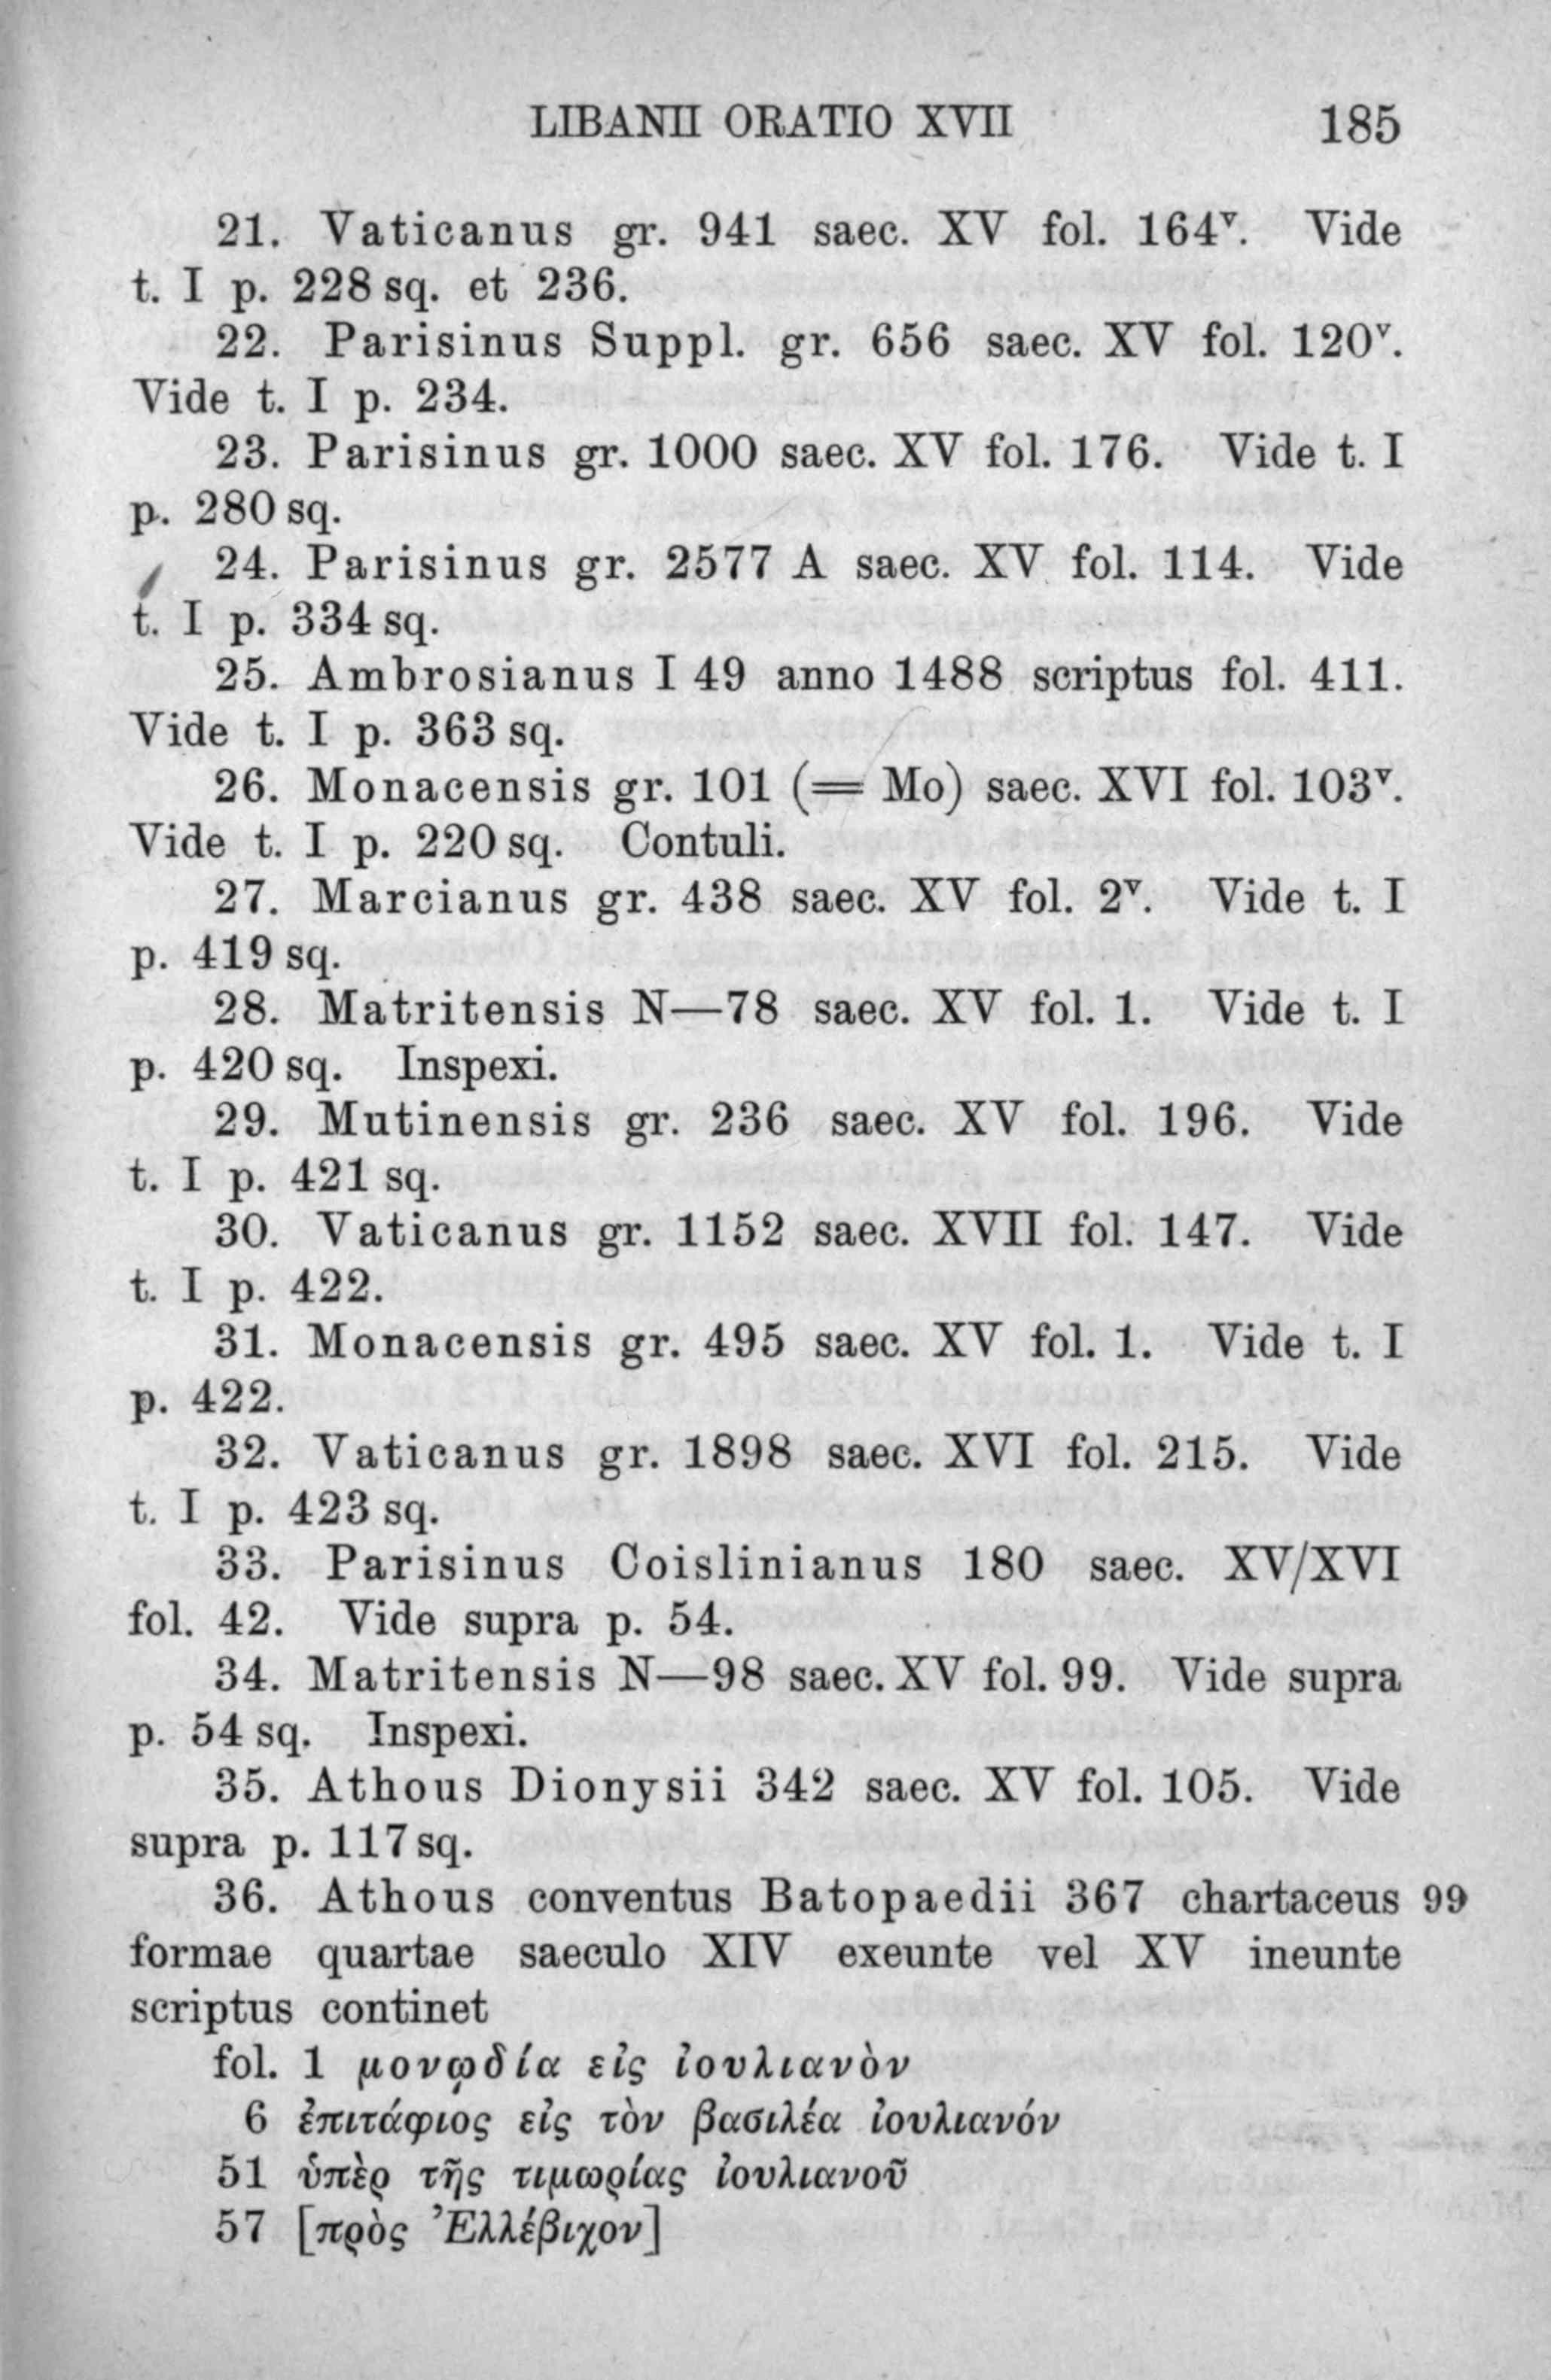 LIBANII ORATIO XVII 185
21. Vaticanus gr. 941 saec. XV fol. 164ᵛ. Vide
t. I p. 228 sq. et 236.
22. Parisinus Suppl. gr. 656 saec. XV fol. 120ᵛ.
Vide t. I p. 234.
23. Parisinus gr. 1000 saec. XV fol. 176. Vide t. I
p. 280 sq.
24. Parisinus gr. 2577 A saec. XV fol. 114. Vide
t. I p. 334 sq.
25. Ambrosianus I 49 anno 1488 scriptus fol. 411.
Vide t. I p. 363 sq.
26. Monacensis gr. 101 (= Mo) saec. XVI fol. 103ᵛ.
Vide t. I p. 220 sq. Contuli.
27. Marcianus gr. 438 saec. XV fol. 2ᵛ. Vide t. I
p. 419 sq.
28. Matritensis N—78 saec. XV fol. 1. Vide t. I
p. 420 sq. Inspexi.
29. Mutinensis gr. 236 saec. XV fol. 196. Vide
t. I p. 421 sq.
30. Vaticanus gr. 1152 saec. XVII fol. 147. Vide
t. I p. 422.
31. Monacensis gr. 495 saec. XV fol. 1. Vide t. I
p. 422.
32. Vaticanus gr. 1898 saec. XVI fol. 215. Vide
t. I p. 423 sq.
33. Parisinus Coislinianus 180 saec. XV/XVI
fol. 42. Vide supra p. 54.
34. Matritensis N—98 saec. XV fol. 99. Vide supra
p. 54 sq. Inspexi.
35. Athous Dionysii 342 saec. XV fol. 105. Vide
supra p. 117 sq.
36. Athous conventus Batopaedii 367 chartaceus 99
formae quartae saeculo XIV exeunte vel XV ineunte
scriptus continet
fol. 1 μονῳδία εἰς ἰουλιανὸν
6 ἐπιτάφιος εἰς τὸν βασιλέα ἰουλιανόν
51 ὑπὲρ τῆς τιμωρίας ἰουλιανοῦ
57 [πρὸς Ἐλλέβιχον]